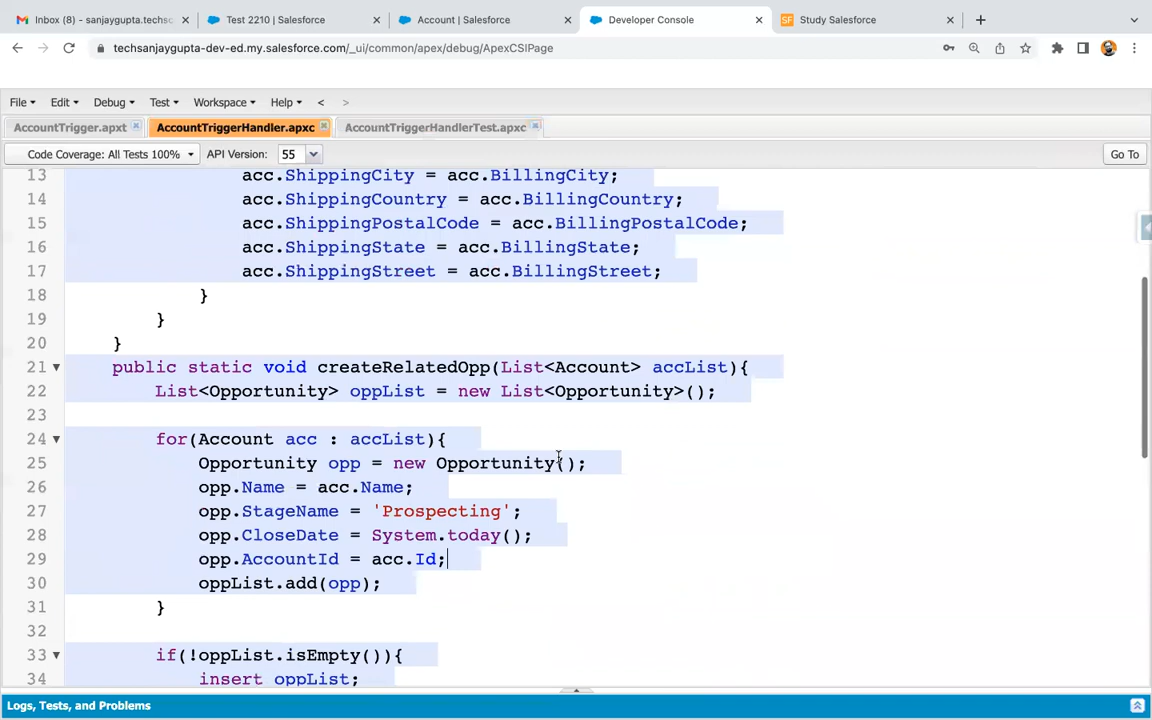 Inbox (93) - sanjaygupta.techsc
Test 2210 | Salesforce
Account | Salesforce
Developer Console
SF Study Salesforce
techsanjaygupta-dev-ed.my.salesforce.com/_ui/common/apex/debug/ApexCSIPage
File Edit Debug Test Workspace Help < >
AccountTrigger.apxt AccountTriggerHandler.apxc AccountTriggerHandlerTest.apxc
Code Coverage: All Tests 100% API Version: 55 Go To
13 acc.ShippingCity = acc.BillingCity;
14 acc.ShippingCountry = acc.BillingCountry;
15 acc.ShippingPostalCode = acc.BillingPostalCode;
16 acc.ShippingState = acc.BillingState;
17 acc.ShippingStreet = acc.BillingStreet;
18 }
19 }
20 }
21 public static void createRelatedOpp(List<Account> accList){
22 List<Opportunity> oppList = new List<Opportunity>();
23
24 for(Account acc : accList){
25 Opportunity opp = new Opportunity();
26 opp.Name = acc.Name;
27 opp.StageName = 'Prospecting';
28 opp.CloseDate = System.today();
29 opp.AccountId = acc.Id;
30 oppList.add(opp);
31 }
32
33 if(!oppList.isEmpty()){
34 insert oppList;
Logs, Tests, and Problems